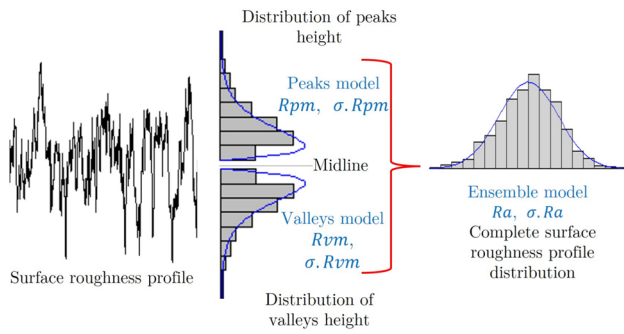 Distribution of peaks
height
Peaks model
Rpm, σ.Rpm
Midline
Valleys model
Rvm,
σ.Rvm
Distribution of
valleys height
Surface roughness profile
Ensemble model
Ra, σ.Ra
Complete surface
roughness profile
distribution